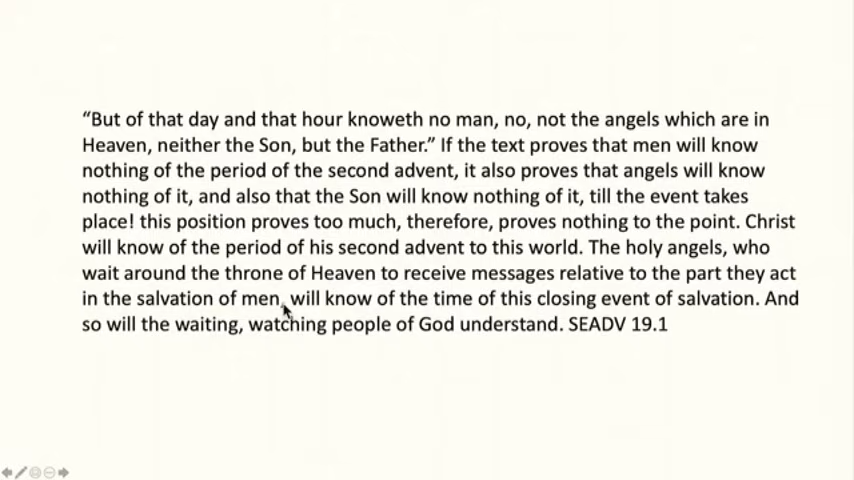 “But of that day and that hour knoweth no man, no, not the angels which are in
Heaven, neither the Son, but the Father.” If the text proves that men will know
nothing of the period of the second advent, it also proves that angels will know
nothing of it, and also that the Son will know nothing of it, till the event takes
place! this position proves too much, therefore, proves nothing to the point. Christ
will know of the period of his second advent to this world. The holy angels, who
wait around the throne of Heaven to receive messages relative to the part they act
in the salvation of men, will know of the time of this closing event of salvation. And
so will the waiting, watching people of God understand. SEADV 19.1